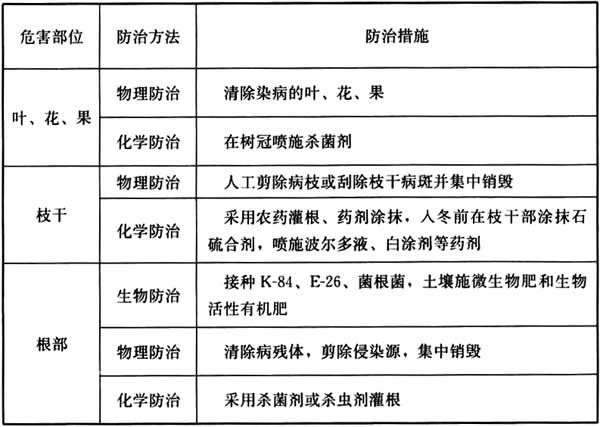 危害部位 防治方法 防治措施
叶、花、果 物理防治 清除染病的叶、花、果
化学防治 在树冠喷施杀菌剂
枝干 物理防治 人工剪除病枝或刮除枝干病斑并集中销毁
化学防治 采用农药灌根、药剂涂抹，入冬前在枝干部涂抹石
硫合剂，喷施波尔多液、白涂剂等药剂
根部 生物防治 接种 K-84、E-26、菌根菌，土壤施微生物肥和生物
活性有机肥
物理防治 清除病残体，剪除侵染源，集中销毁
化学防治 采用杀菌剂或杀虫剂灌根